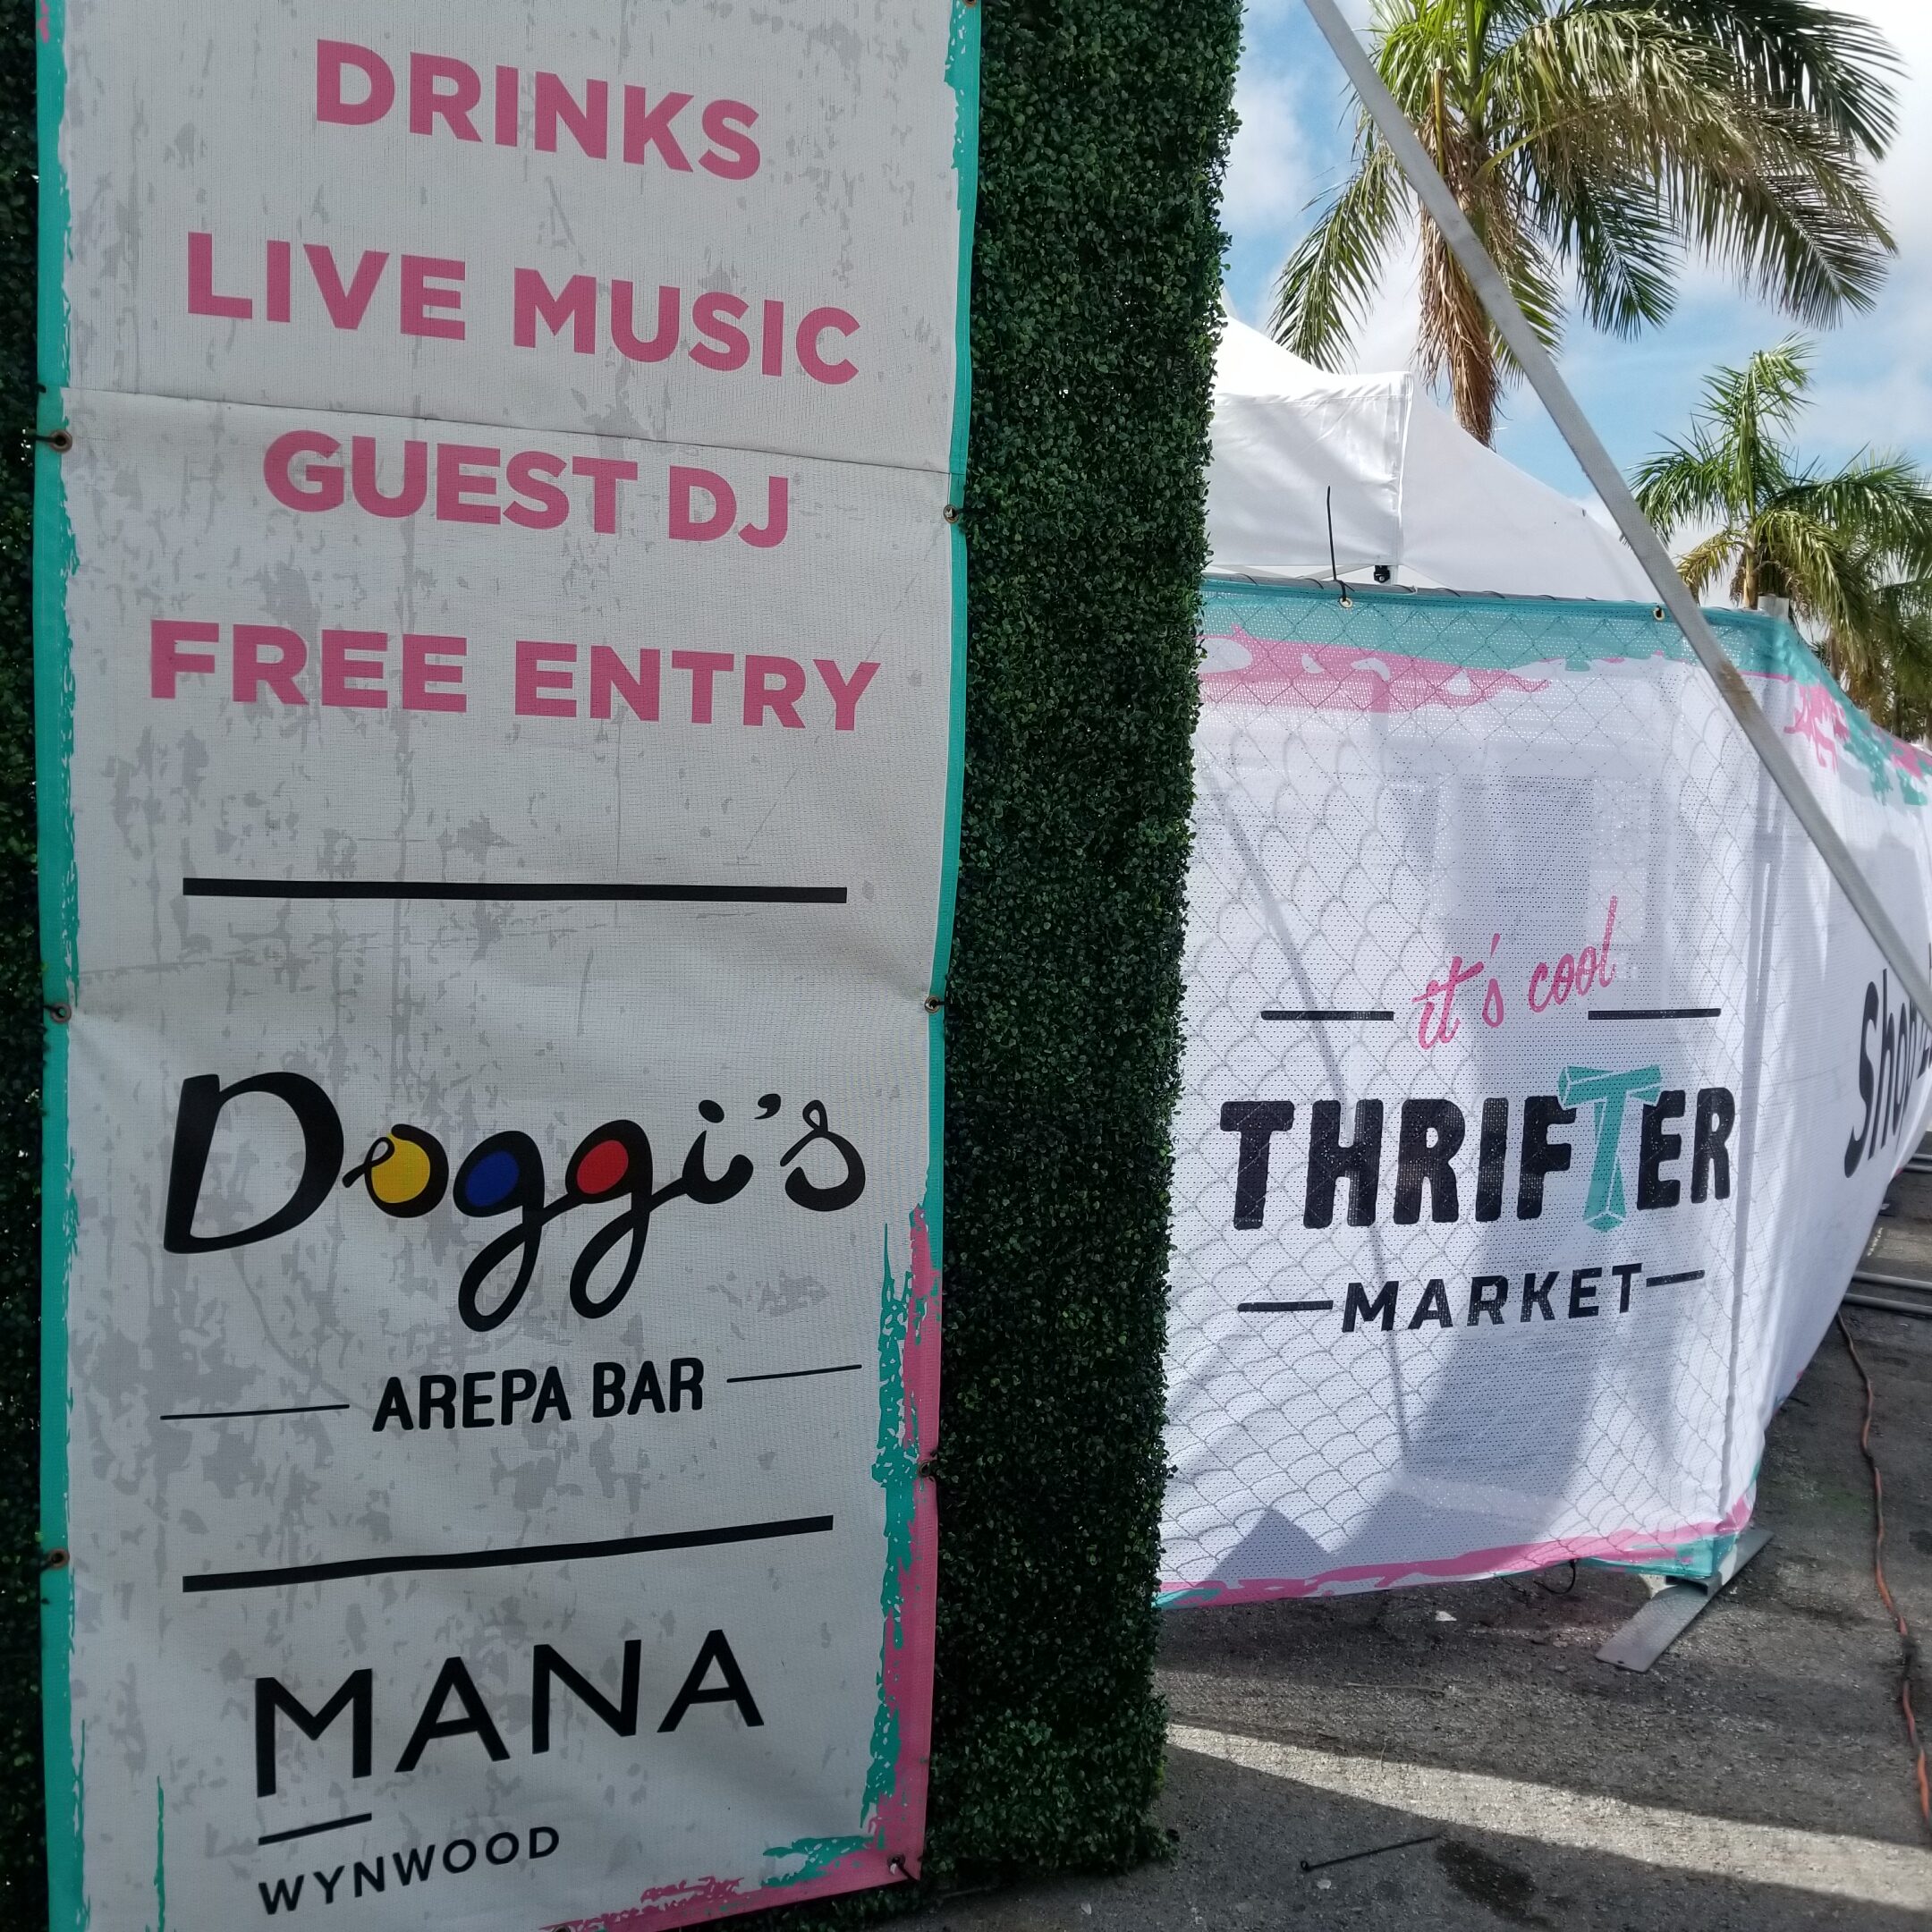 DRINKS
LIVE MUSIC
GUEST DJ
FREE ENTRY
Doggi's
AREPA BAR
MANA
WYNWOOD
it's cool
THRIFTER
MARKET